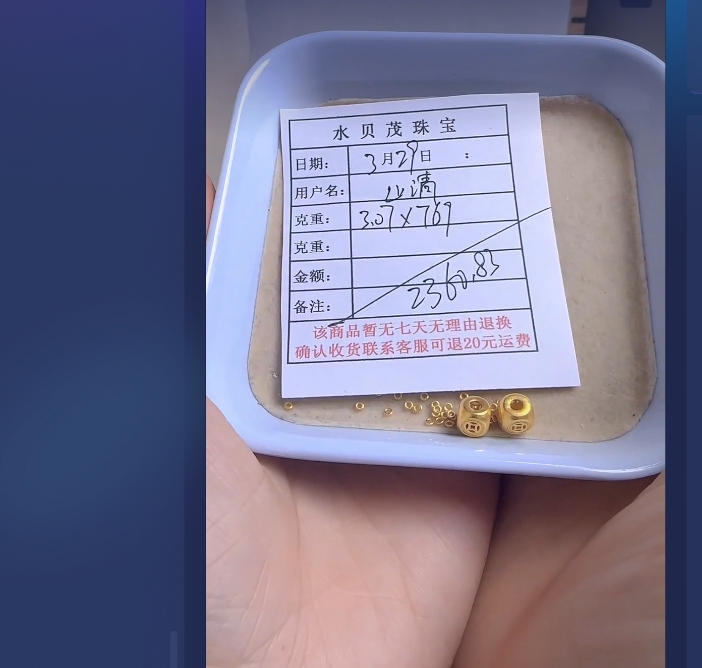 水贝茂珠宝
日期： 3月29日 ：
用户名： 以清
克重： 3.07×769
克重：
金额： 2360.83
备注：
该商品暂无七天无理由退换
确认收货联系客服可退20元运费